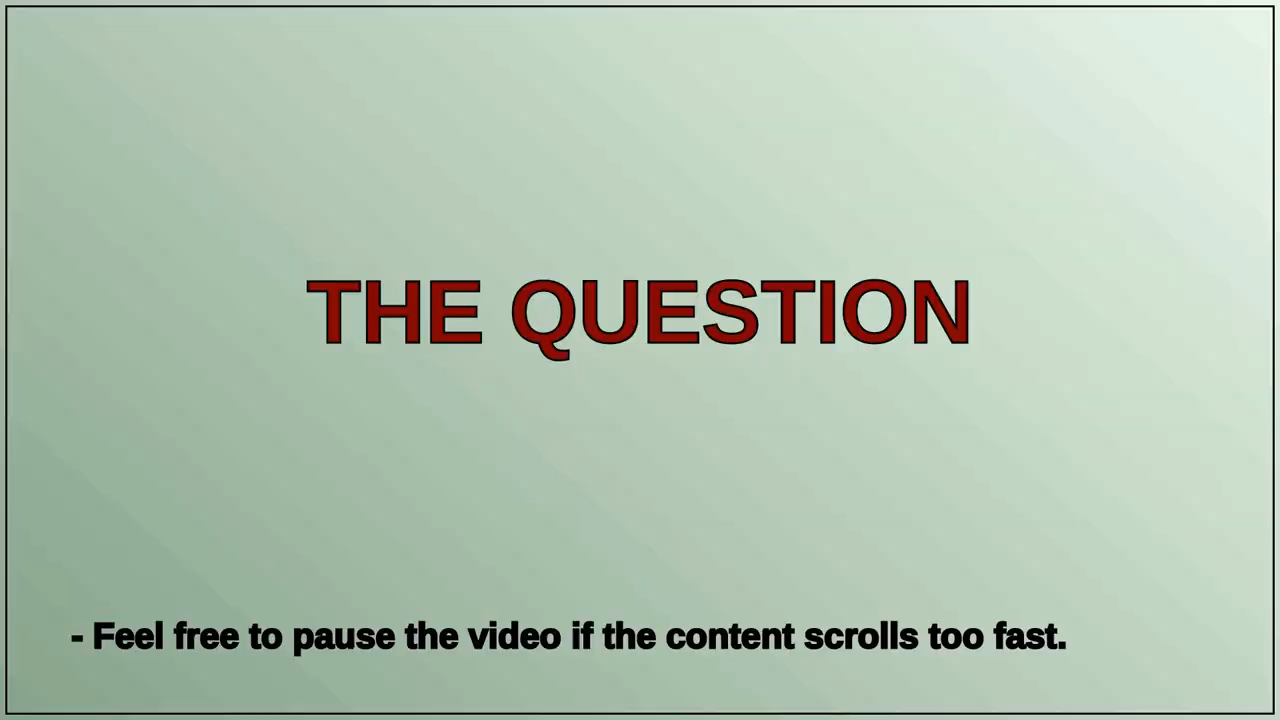 THE QUESTION
- Feel free to pause the video if the content scrolls too fast.